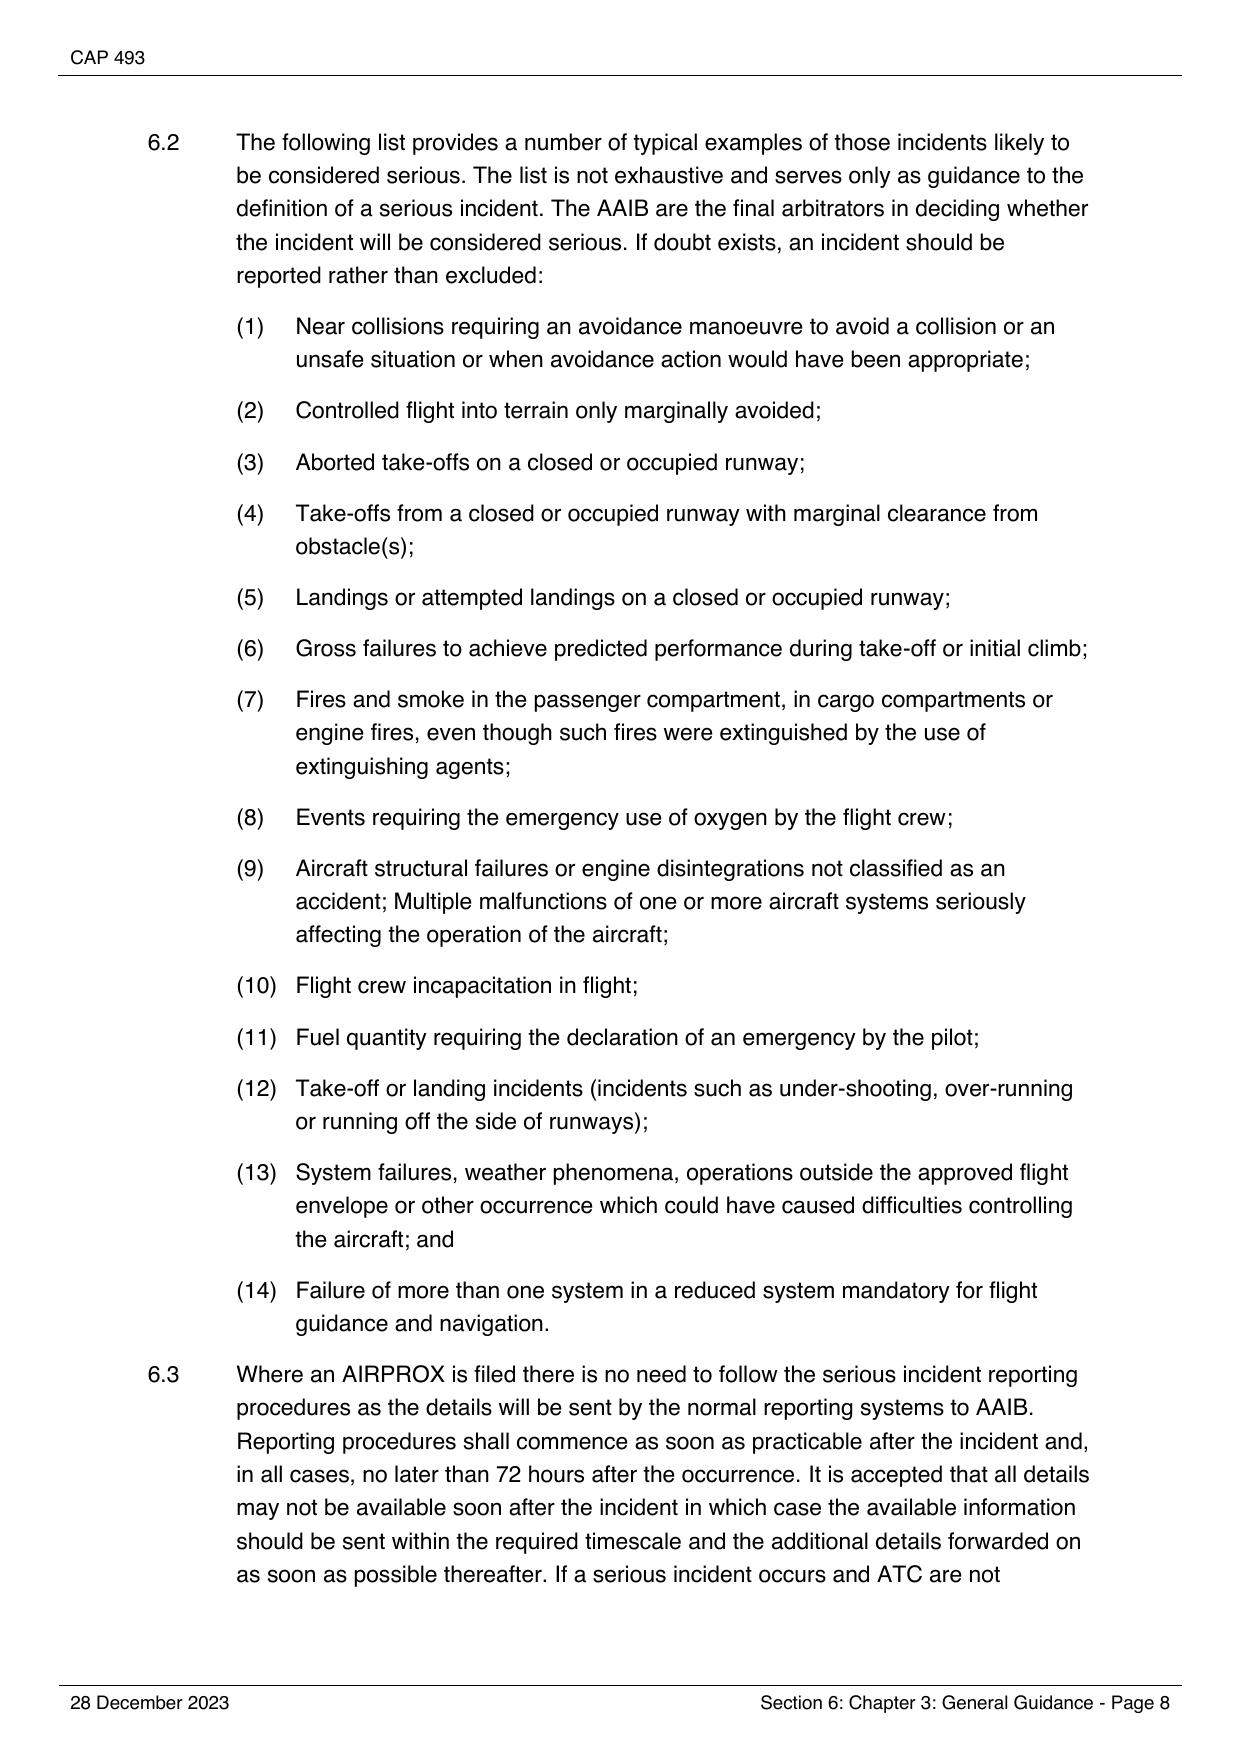 CAP 493
6.2 The following list provides a number of typical examples of those incidents likely to
be considered serious. The list is not exhaustive and serves only as guidance to the
definition of a serious incident. The AAIB are the final arbitrators in deciding whether
the incident will be considered serious. If doubt exists, an incident should be
reported rather than excluded:
(1) Near collisions requiring an avoidance manoeuvre to avoid a collision or an
unsafe situation or when avoidance action would have been appropriate;
(2) Controlled flight into terrain only marginally avoided;
(3) Aborted take-offs on a closed or occupied runway;
(4) Take-offs from a closed or occupied runway with marginal clearance from
obstacle(s);
(5) Landings or attempted landings on a closed or occupied runway;
(6) Gross failures to achieve predicted performance during take-off or initial climb;
(7) Fires and smoke in the passenger compartment, in cargo compartments or
engine fires, even though such fires were extinguished by the use of
extinguishing agents;
(8) Events requiring the emergency use of oxygen by the flight crew;
(9) Aircraft structural failures or engine disintegrations not classified as an
accident; Multiple malfunctions of one or more aircraft systems seriously
affecting the operation of the aircraft;
(10) Flight crew incapacitation in flight;
(11) Fuel quantity requiring the declaration of an emergency by the pilot;
(12) Take-off or landing incidents (incidents such as under-shooting, over-running
or running off the side of runways);
(13) System failures, weather phenomena, operations outside the approved flight
envelope or other occurrence which could have caused difficulties controlling
the aircraft; and
(14) Failure of more than one system in a reduced system mandatory for flight
guidance and navigation.
6.3 Where an AIRPROX is filed there is no need to follow the serious incident reporting
procedures as the details will be sent by the normal reporting systems to AAIB.
Reporting procedures shall commence as soon as practicable after the incident and,
in all cases, no later than 72 hours after the occurrence. It is accepted that all details
may not be available soon after the incident in which case the available information
should be sent within the required timescale and the additional details forwarded on
as soon as possible thereafter. If a serious incident occurs and ATC are not
28 December 2023 Section 6: Chapter 3: General Guidance - Page 8